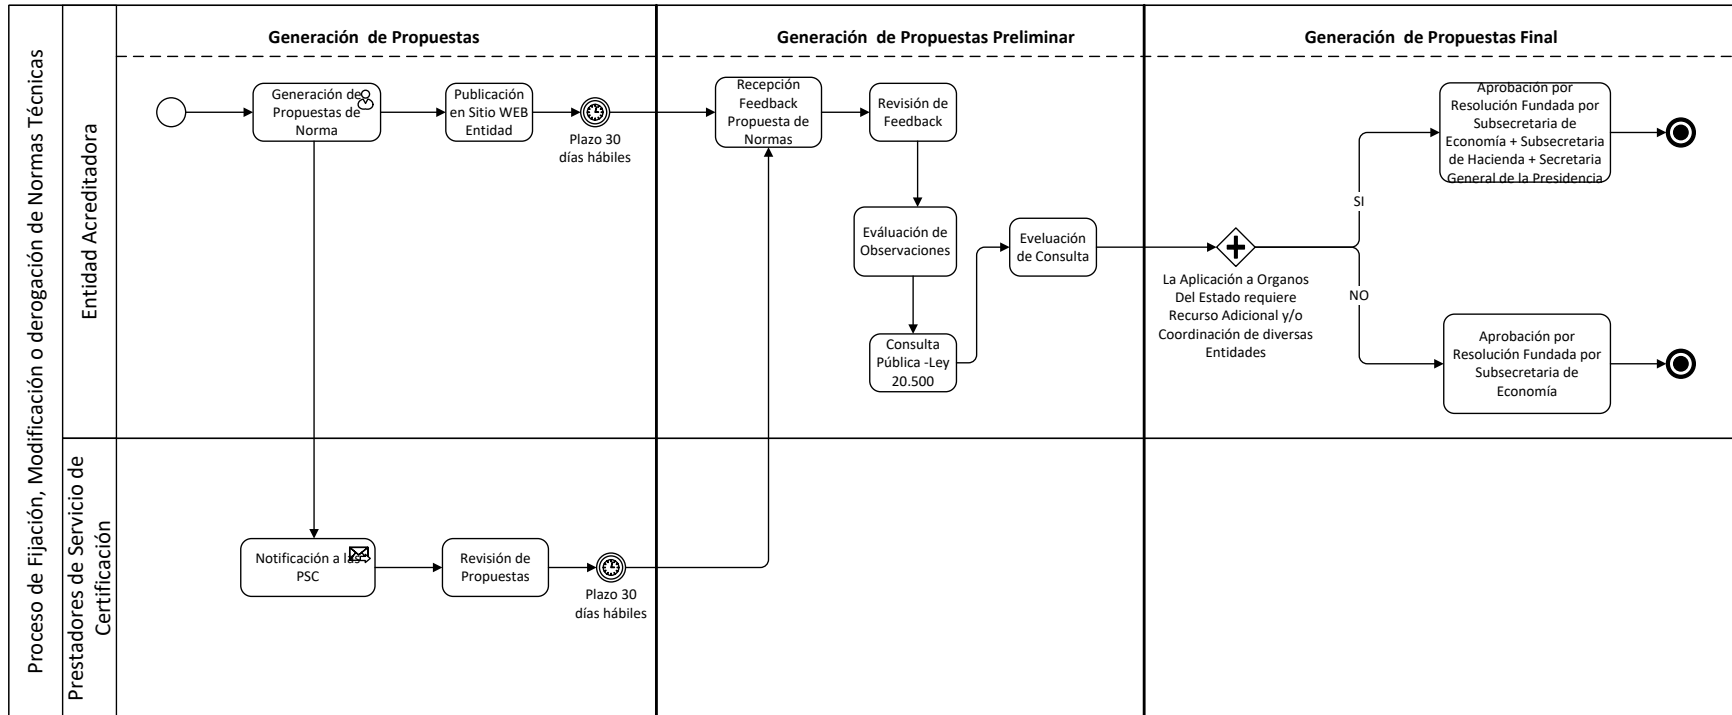 Proceso de Fijación, Modificación o derogación de Normas Técnicas
Entidad Acreditadora
Prestadores de Servicio de
Certificación
Generación de Propuestas
Generación de Propuestas Preliminar
Generación de Propuestas Final
Generación de
Propuestas de
Norma
Publicación
en Sitio WEB
Entidad
Plazo 30
días hábiles
Recepción
Feedback
Propuesta de
Normas
Revisión de
Feedback
Eváluación de
Observaciones
Consulta
Pública -Ley
20.500
Eveluación
de Consulta
La Aplicación a Organos
Del Estado requiere
Recurso Adicional y/o
Coordinación de diversas
Entidades
SI
NO
Aprobación por
Resolución Fundada por
Subsecretaria de
Economía + Subsecretaria
de Hacienda + Secretaria
General de la Presidencia
Aprobación por
Resolución Fundada por
Subsecretaria de
Economía
Notificación a las
PSC
Revisión de
Propuestas
Plazo 30
días hábiles